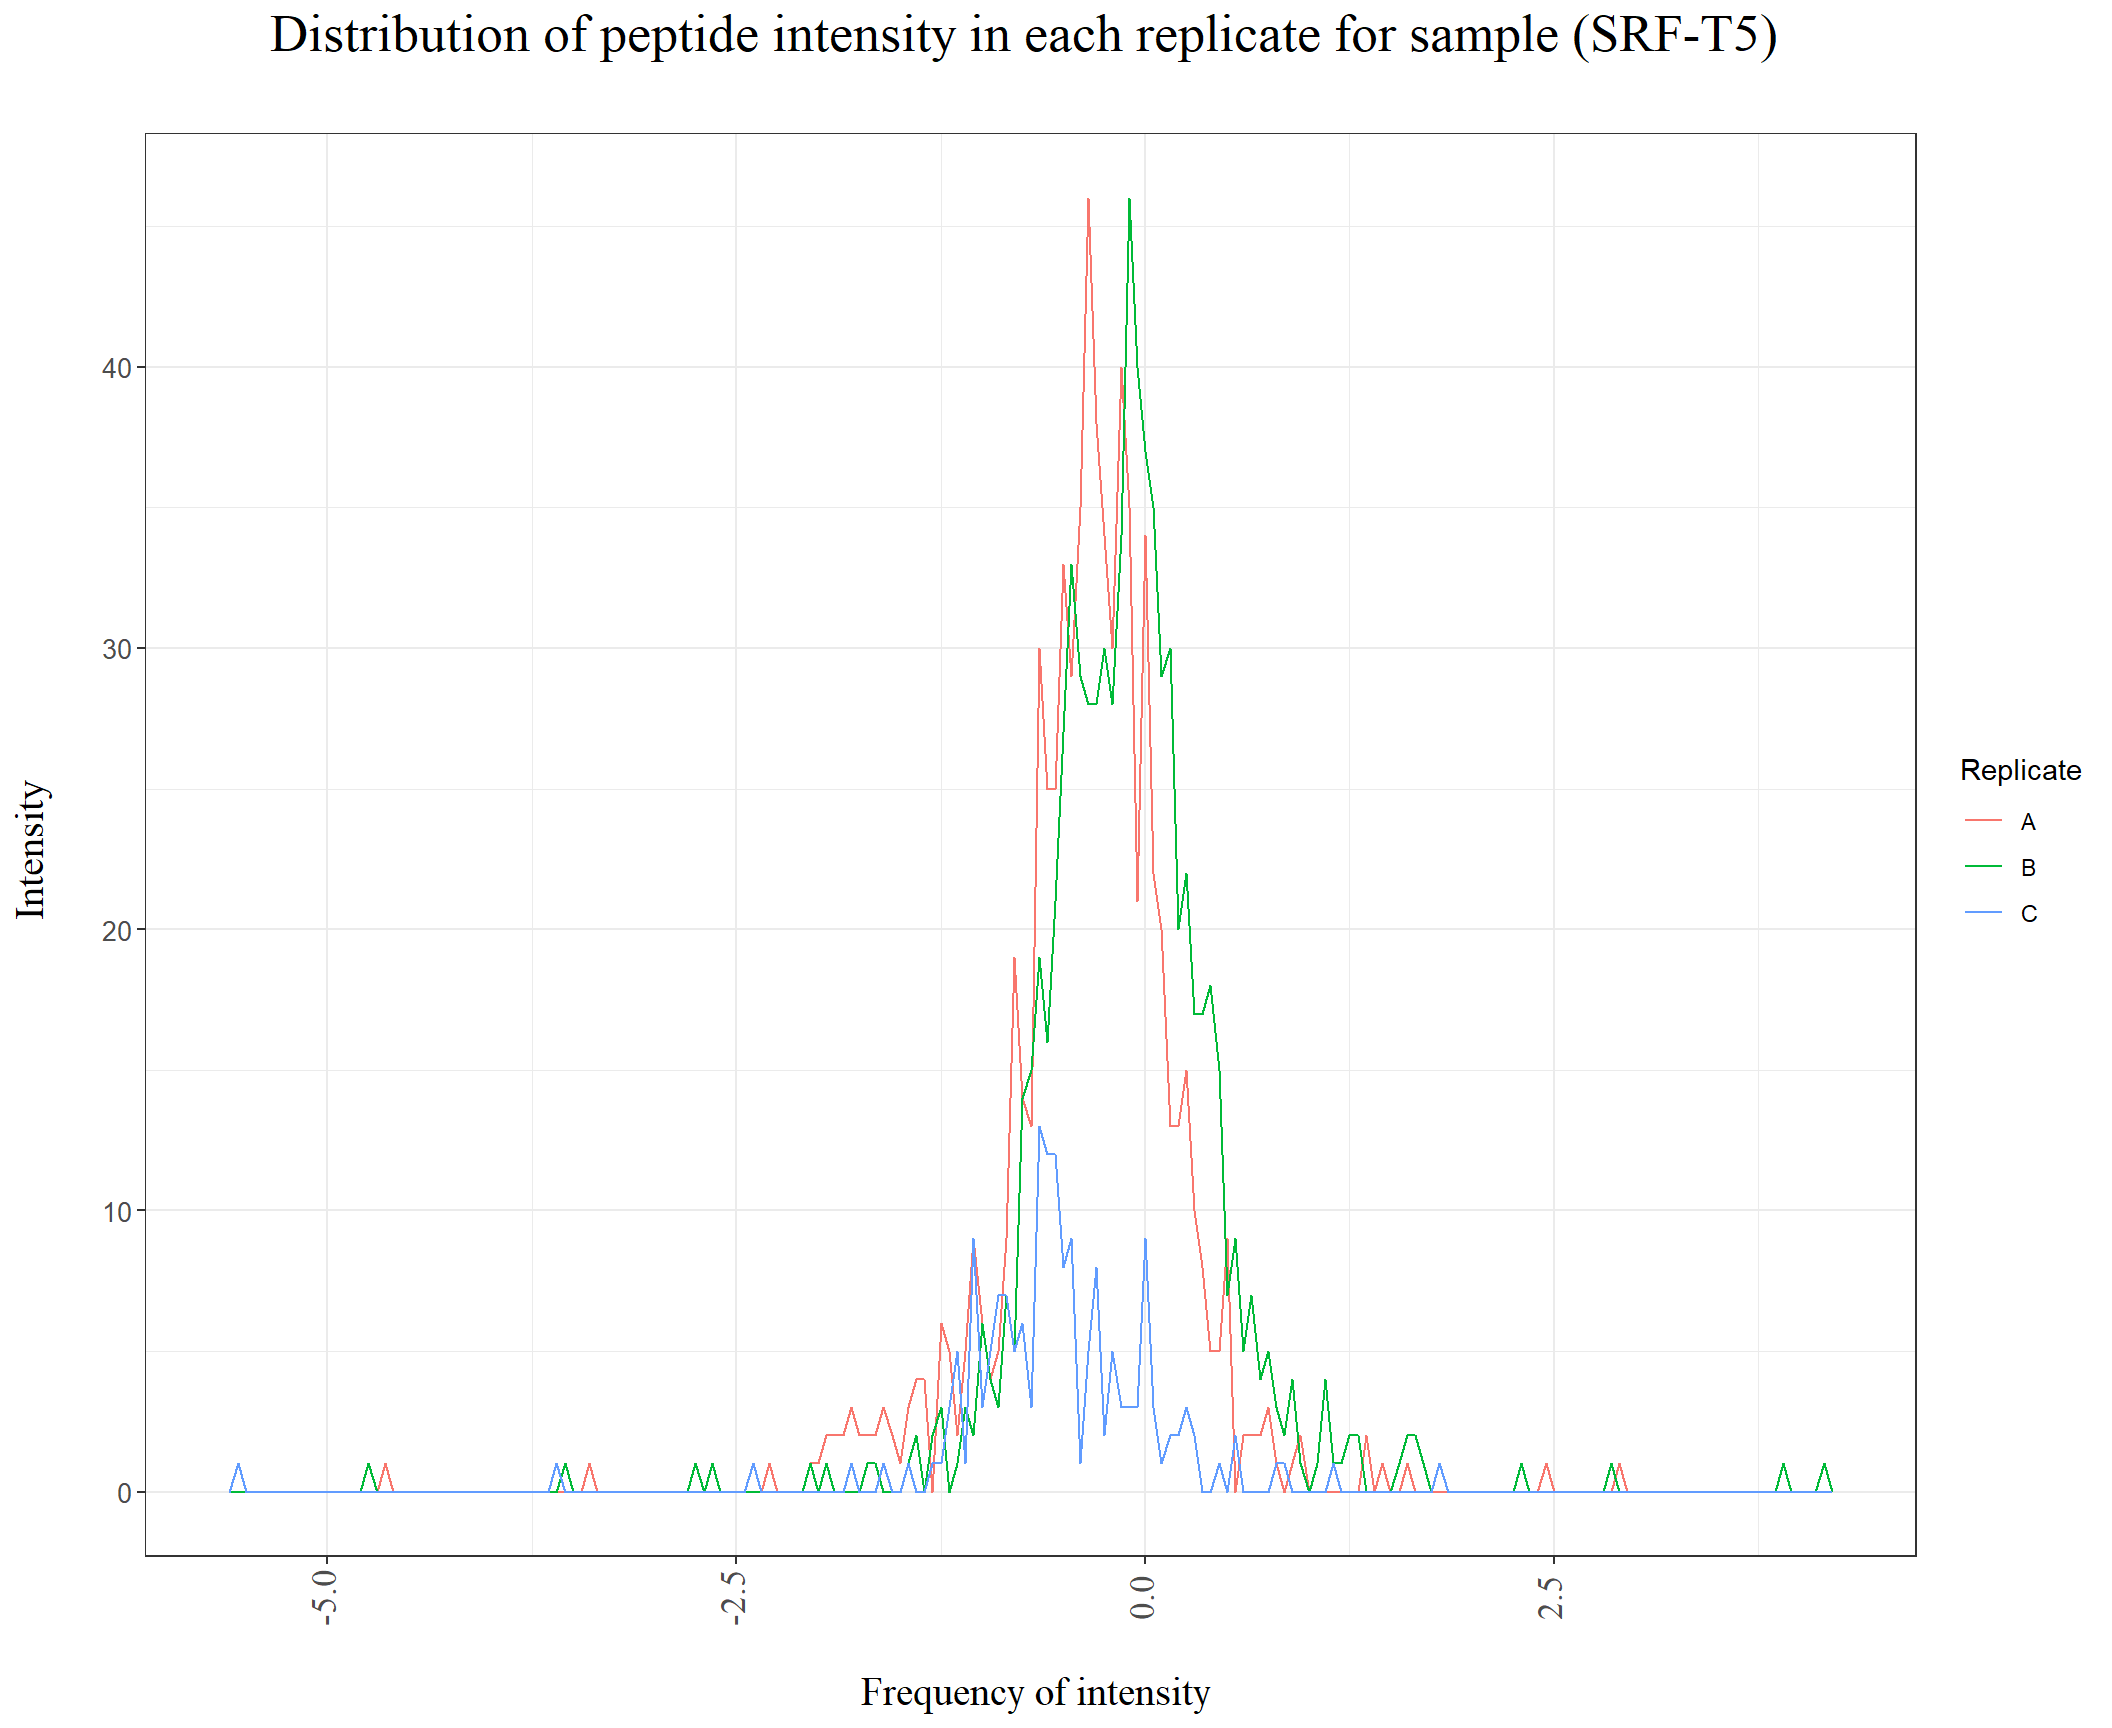 Distribution of peptide intensity in each replicate for sample (SRF-T5)
Intensity
40
30
20
10
0
-5.0
-2.5
0.0
2.5
Frequency of intensity
Replicate
A
B
C